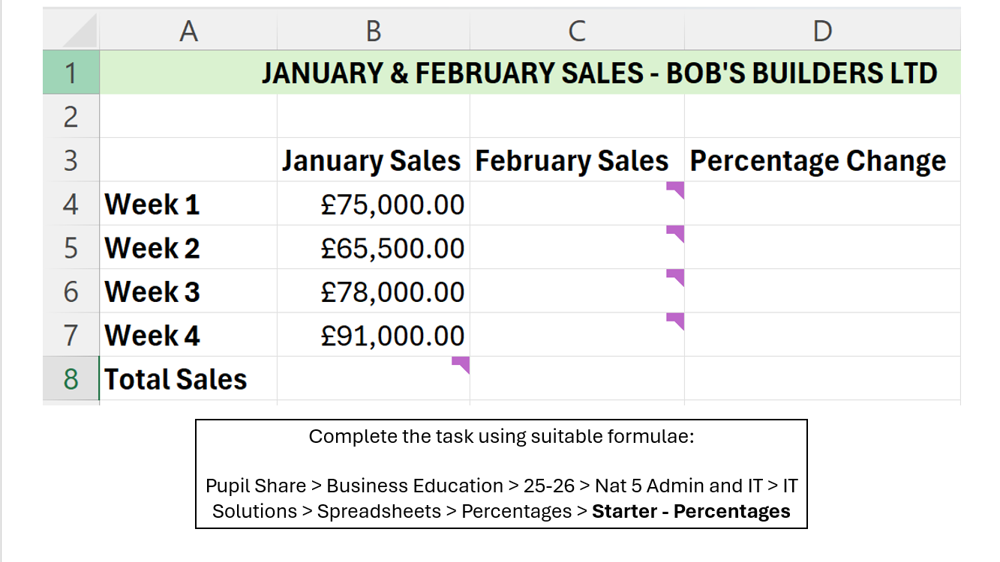 A B C D
1 JANUARY & FEBRUARY SALES - BOB'S BUILDERS LTD
2
3 January Sales February Sales Percentage Change
4 Week 1 £75,000.00
5 Week 2 £65,500.00
6 Week 3 £78,000.00
7 Week 4 £91,000.00
8 Total Sales
Complete the task using suitable formulae:
Pupil Share > Business Education > 25-26 > Nat 5 Admin and IT > IT
Solutions > Spreadsheets > Percentages > Starter - Percentages